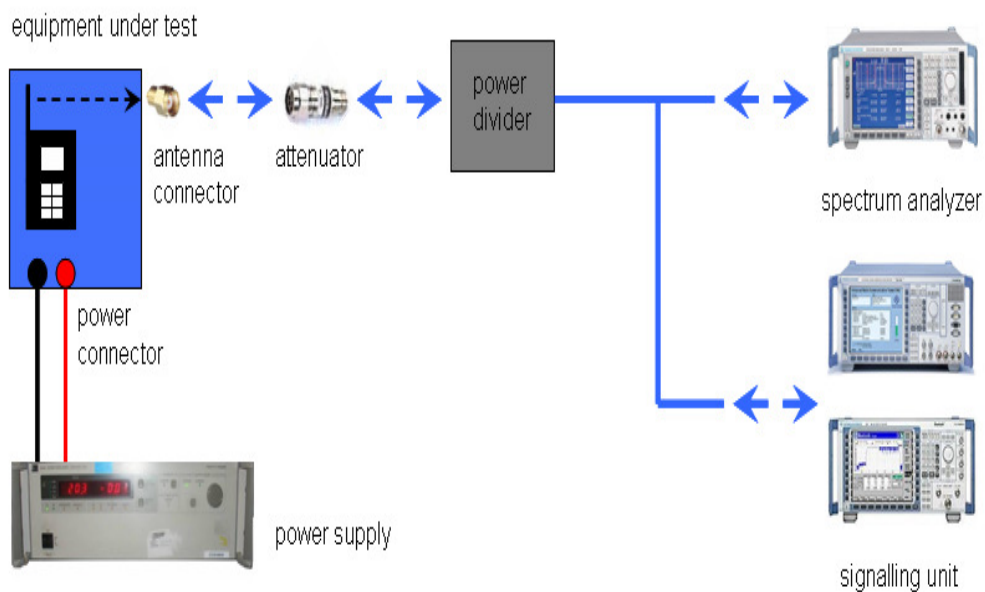 equipment under test
power
divider
antenna
connector
attenuator
spectrum analyzer
power
connector
power supply
signalling unit